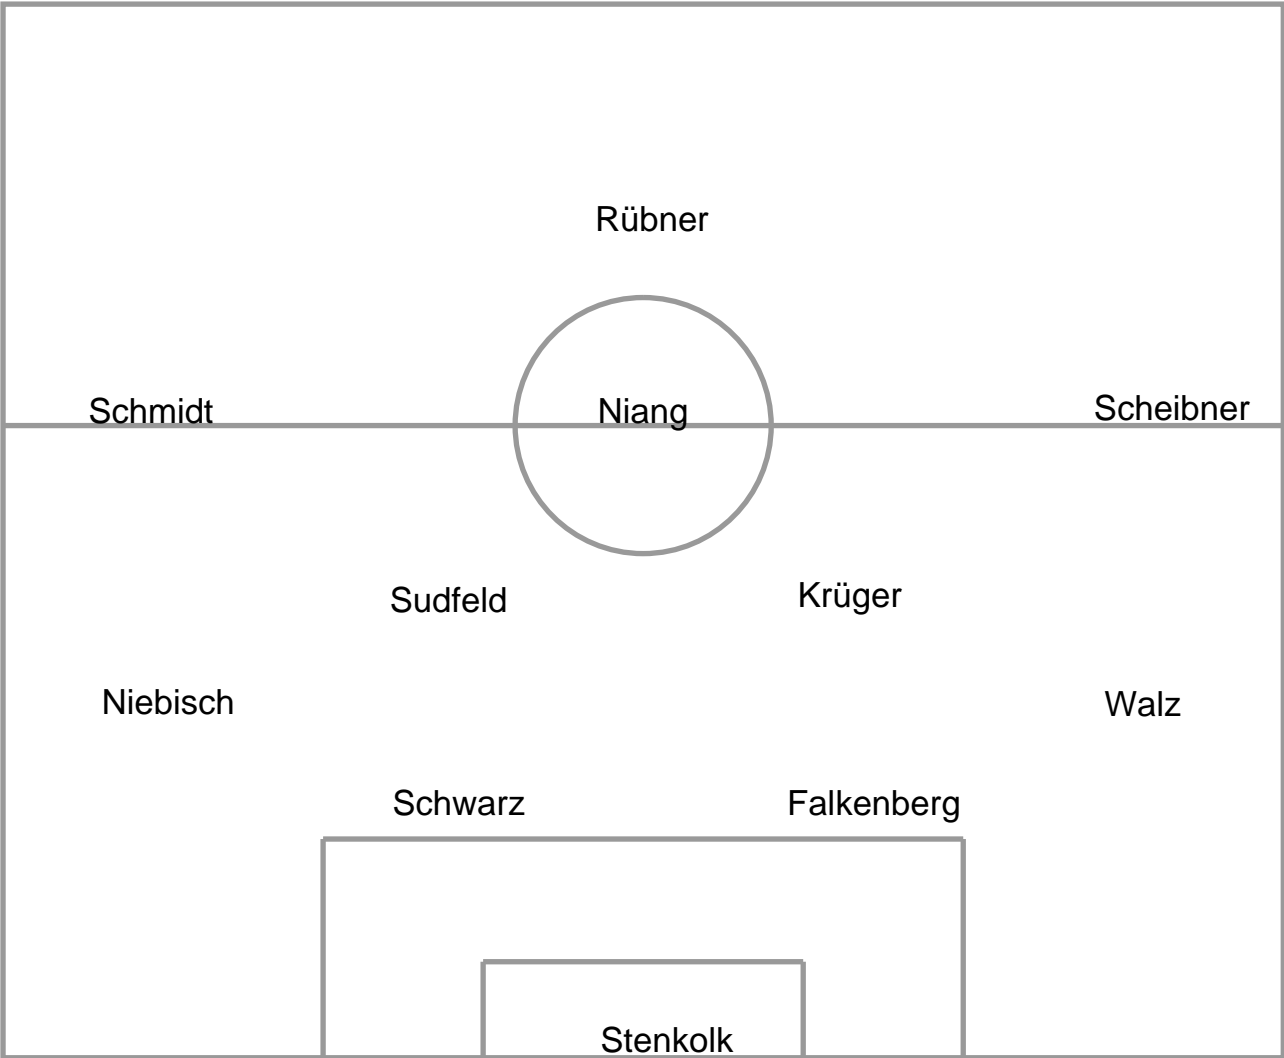 Rübner
Schmidt Niang Scheibner
Sudfeld Krüger
Niebisch Walz
Schwarz Falkenberg
Stenkolk